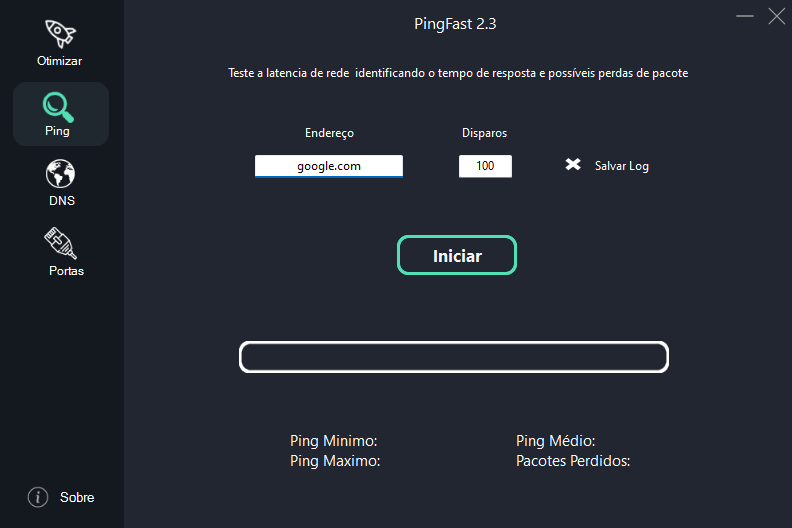 PingFast 2.3
Otimizar
Ping
DNS
Portas
Sobre
Teste a latencia de rede identificando o tempo de resposta e possíveis perdas de pacote
Endereço
Disparos
google.com
100
Salvar Log
Iniciar
Ping Minimo:
Ping Médio:
Ping Maximo:
Pacotes Perdidos: